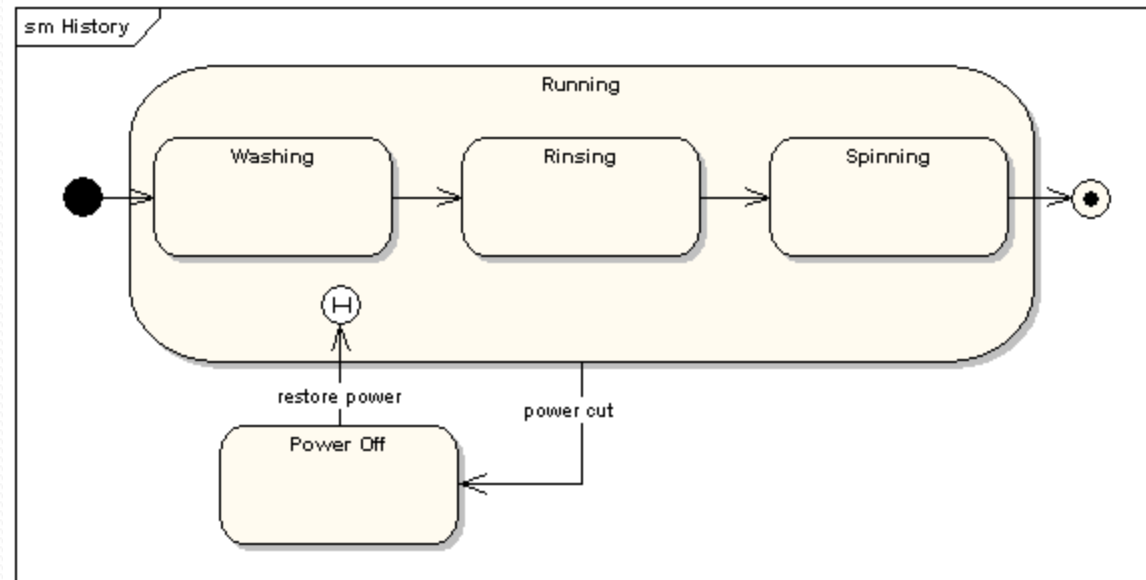 sm History
Running
Washing
Rinsing
Spinning
H
restore power
power cut
Power Off